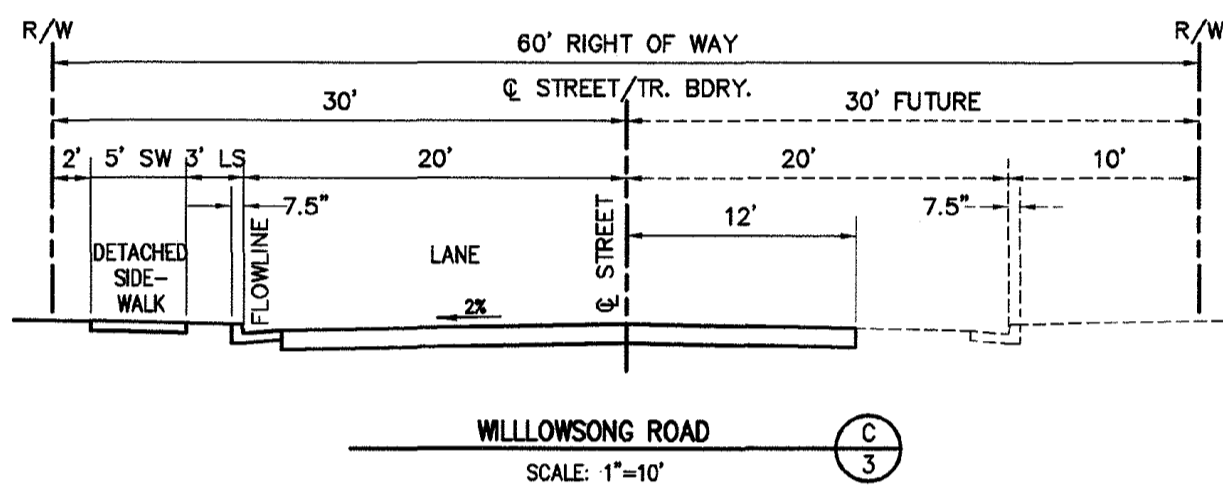 R/W
R/W
60' RIGHT OF WAY
℄ STREET/TR. BDRY.
30'
30' FUTURE
2'
5' SW
3' LS
20'
20'
10'
7.5"
7.5"
12'
DETACHED
SIDE-
WALK
FLOWLINE
LANE
℄ STREET
2%
WILLLOWSONG ROAD
C
3
SCALE: 1"=10'